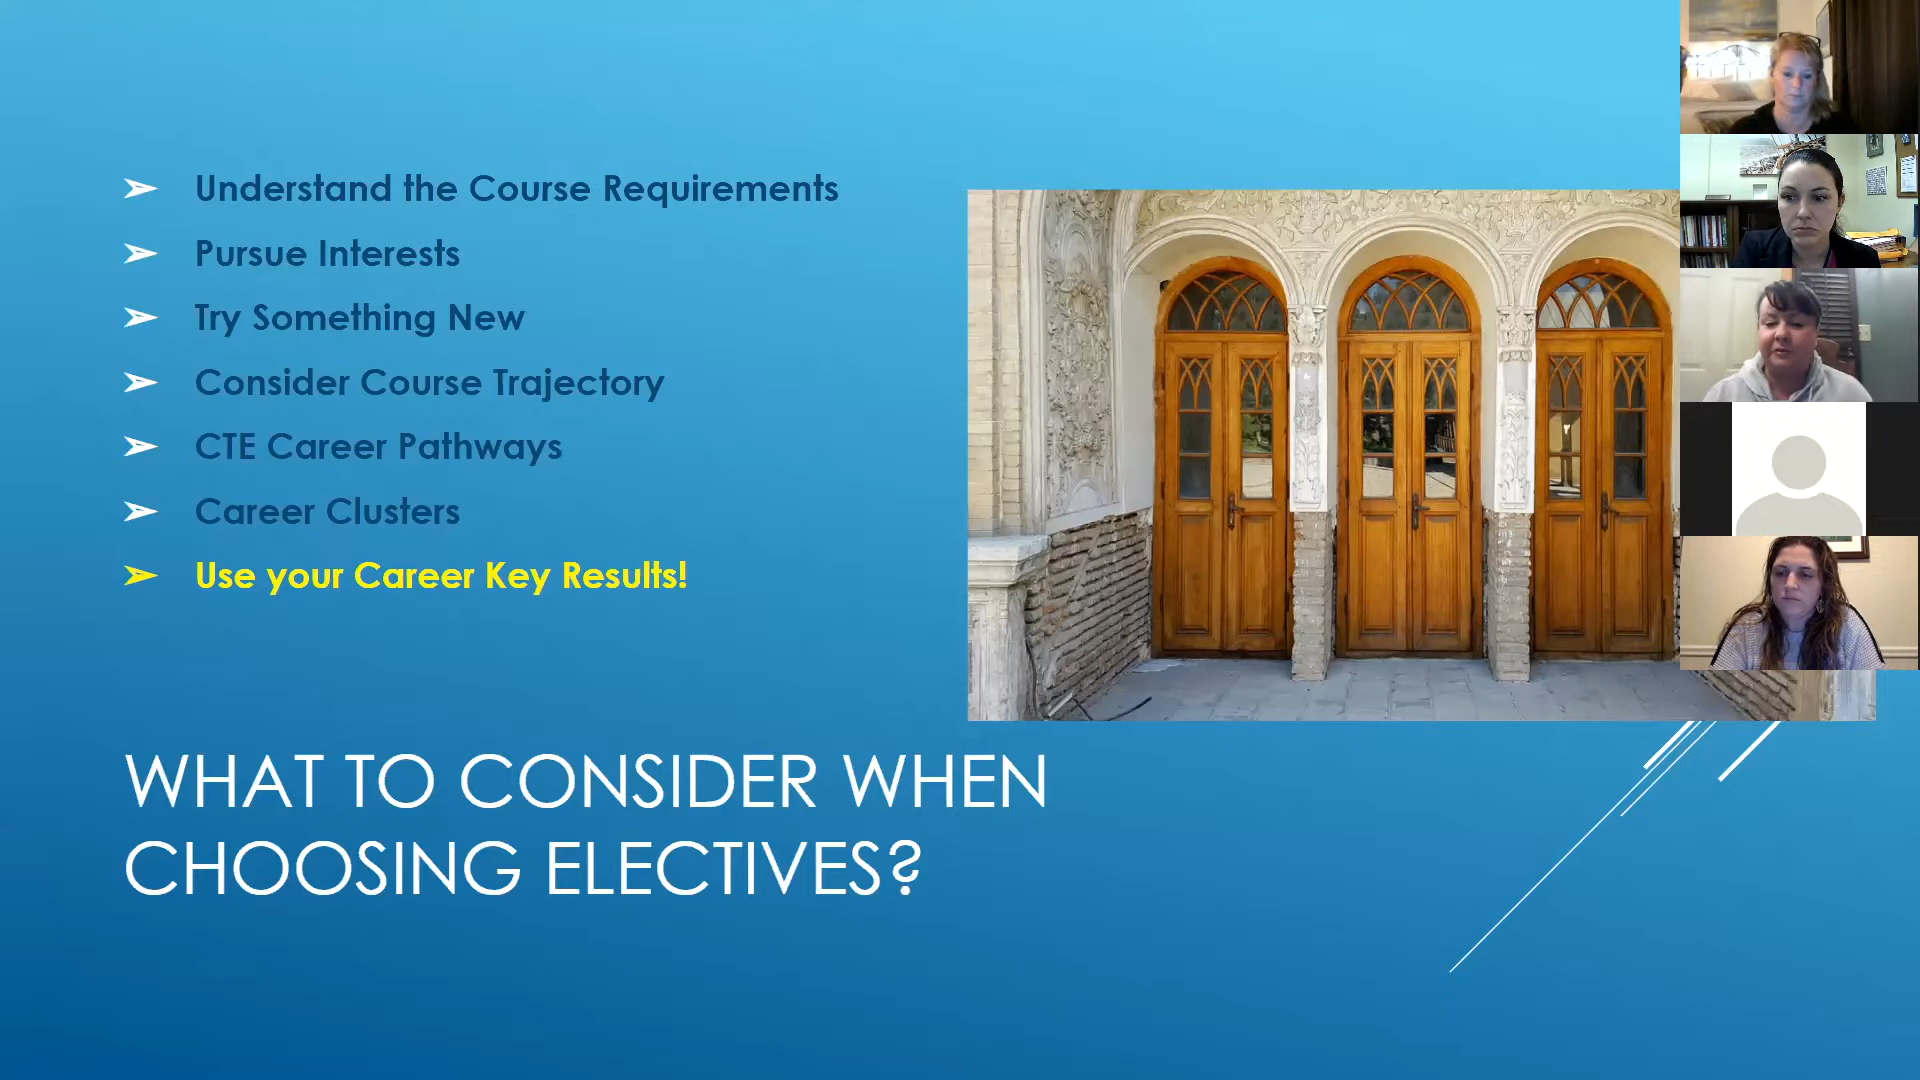 Understand the Course Requirements
Pursue Interests
Try Something New
Consider Course Trajectory
CTE Career Pathways
Career Clusters
Use your Career Key Results!
WHAT TO CONSIDER WHEN
CHOOSING ELECTIVES?